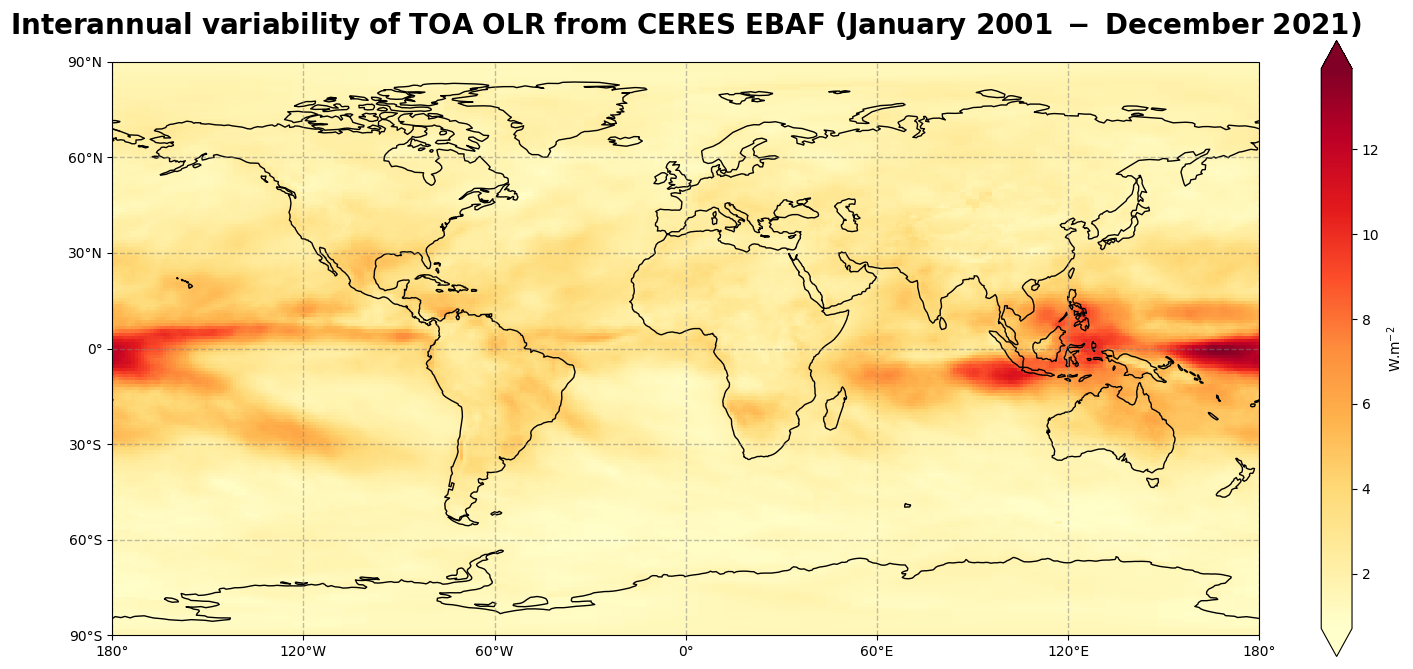 Interannual variability of TOA OLR from CERES EBAF (January 2001 − December 2021)
90°N
60°N
30°N
0°
30°S
60°S
90°S
180°
120°W
60°W
0°
60°E
120°E
180°
12
10
8
6
4
2
W.m⁻²